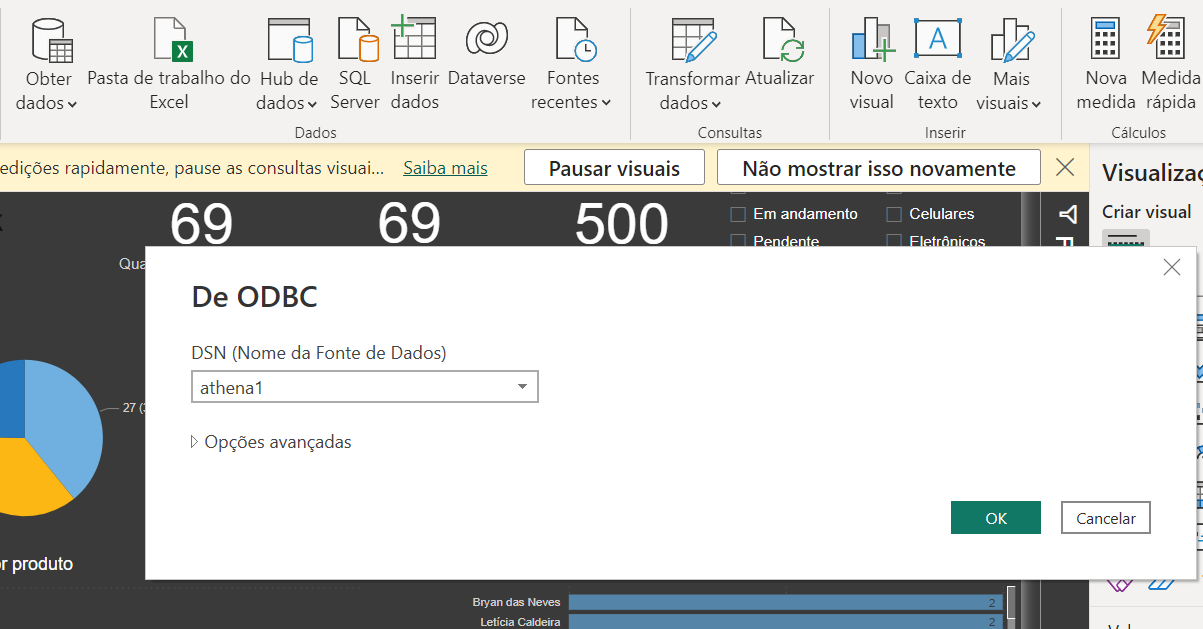 Obter dados
Pasta de trabalho do Excel
Hub de dados
SQL Server
Inserir dados
Dataverse
Fontes recentes
Transformar dados
Atualizar
Novo visual
Caixa de texto
Mais visuais
Nova medida
Medida rápida
Dados
Consultas
Inserir
Cálculos
edições rapidamente, pause as consultas visuai... Saiba mais
Pausar visuais
Não mostrar isso novamente
Visualizaç
Criar visual
69
69
500
Em andamento
Celulares
Pendente
Eletrônicos
Qua
De ODBC
DSN (Nome da Fonte de Dados)
athena1
Opções avançadas
OK
Cancelar
27 (3
r produto
Bryan das Neves 2
Letícia Caldeira 2